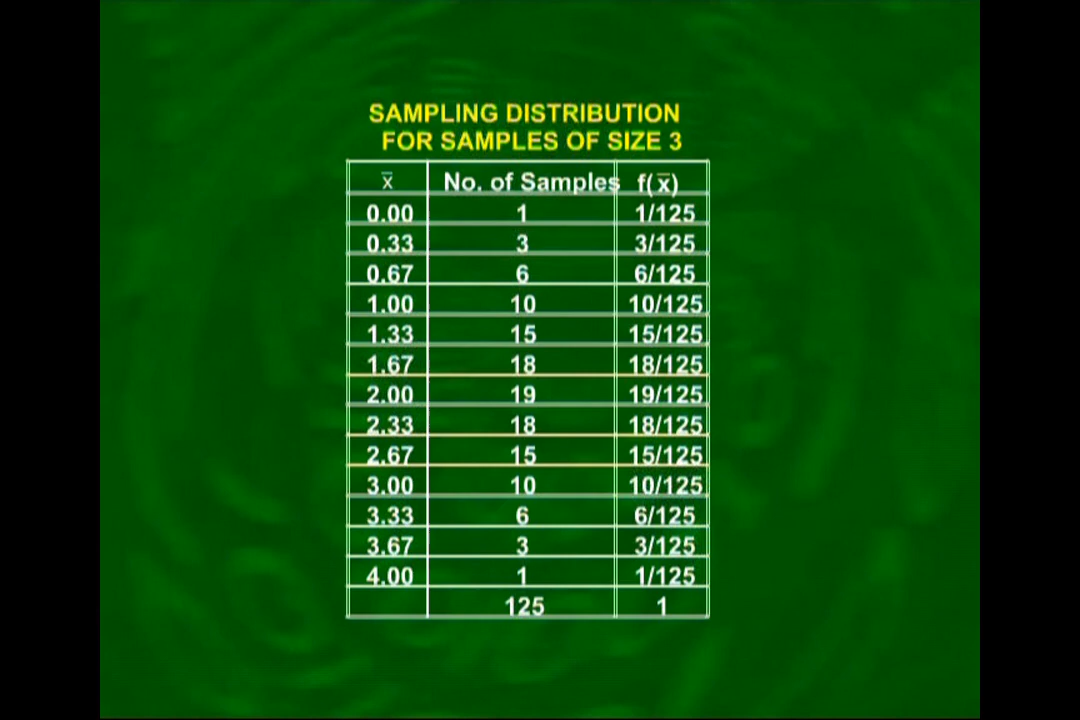 SAMPLING DISTRIBUTION
FOR SAMPLES OF SIZE 3
x̄ No. of Samples f(x̄)
0.00 1 1/125
0.33 3 3/125
0.67 6 6/125
1.00 10 10/125
1.33 15 15/125
1.67 18 18/125
2.00 19 19/125
2.33 18 18/125
2.67 15 15/125
3.00 10 10/125
3.33 6 6/125
3.67 3 3/125
4.00 1 1/125
125 1